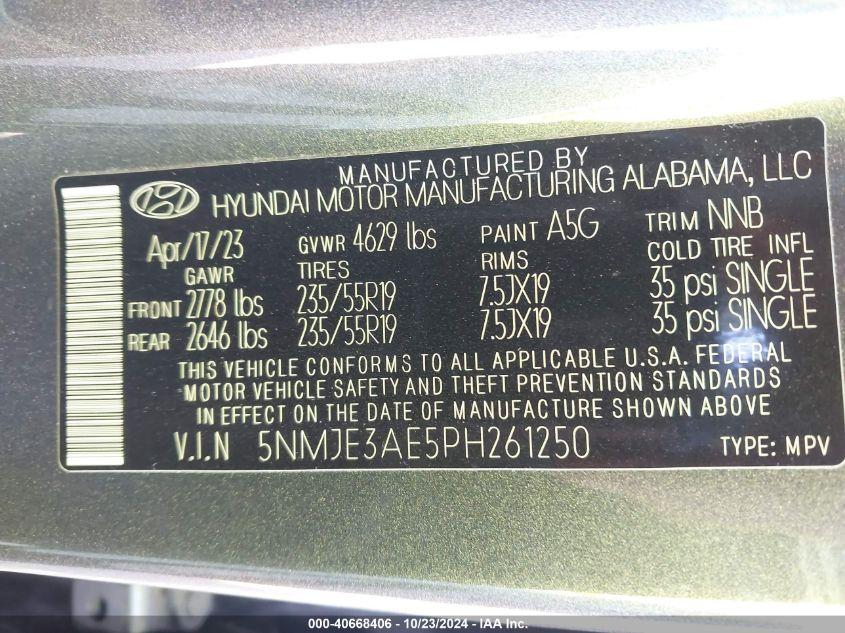 MANUFACTURED BY
HYUNDAI MOTOR MANUFACTURING ALABAMA, LLC
Apr/17/23 GVWR 4629 lbs PAINT A5G TRIM NNB
GAWR TIRES RIMS COLD TIRE INFL
FRONT 2778 lbs 235/55R19 7.5JX19 35 psi SINGLE
REAR 2646 lbs 235/55R19 7.5JX19 35 psi SINGLE
THIS VEHICLE CONFORMS TO ALL APPLICABLE U.S.A. FEDERAL
MOTOR VEHICLE SAFETY AND THEFT PREVENTION STANDARDS
IN EFFECT ON THE DATE OF MANUFACTURE SHOWN ABOVE
V.I.N 5NMJE3AE5PH261250 TYPE: MPV
000-40668406 - 10/23/2024 - IAA Inc.